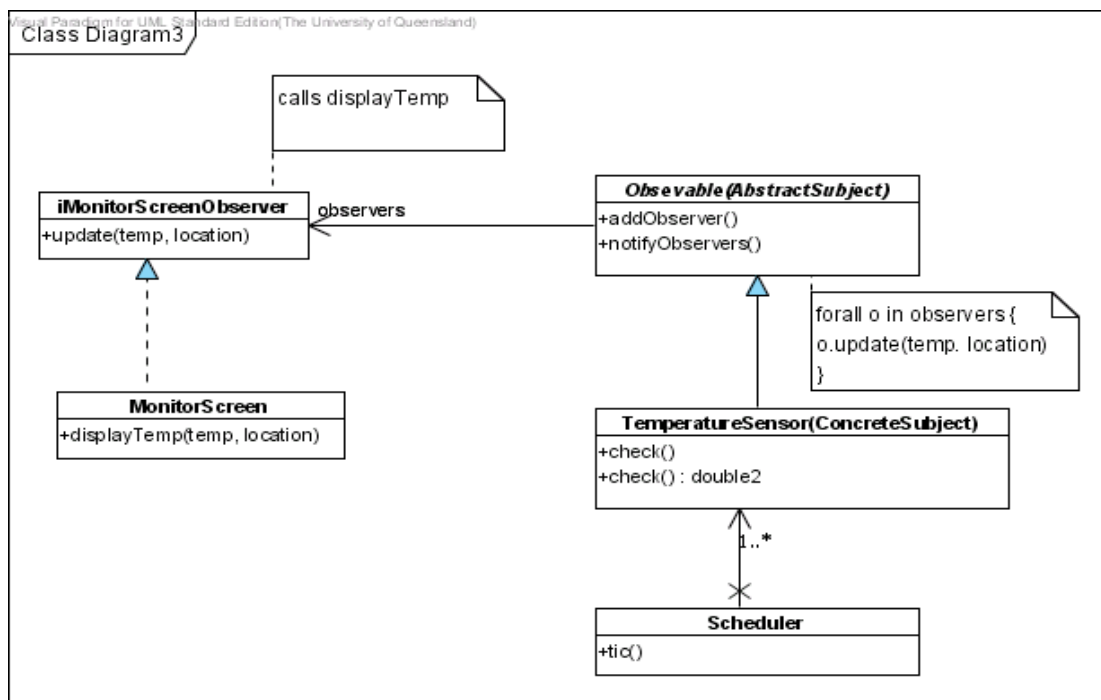 Visual Paradigm for UML Standard Edition(The University of Queensland)
Class Diagram3
calls displayTemp
iMonitorScreenObserver
+update(temp, location)
observers
Obsevable(AbstractSubject)
+addObserver()
+notifyObservers()
forall o in observers {
o.update(temp. location)
}
MonitorScreen
+displayTemp(temp, location)
TemperatureSensor(ConcreteSubject)
+check()
+check() : double2
1..*
Scheduler
+tic()